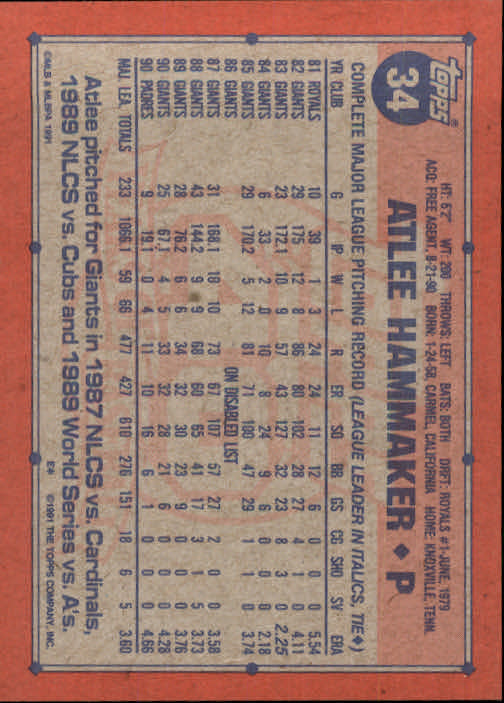 topps®
34
HT: 6'2" WT: 200 THROWS: LEFT BATS: BOTH DRFT: ROYALS #1-JUNE, 1979
ACQ: FREE AGENT, 8-21-90 BORN: 1-24-58, CARMEL, CALIFORNIA HOME: KNOXVILLE, TENN.
ATLEE HAMMAKER ♦ P
COMPLETE MAJOR LEAGUE PITCHING RECORD (LEAGUE LEADER IN ITALICS, TIE♦)
YR CLUB G IP W L R ER SO BB GS CG SHO SV ERA
81 ROYALS 10 39 1 3 24 24 11 12 6 0 0 0 5.54
82 GIANTS 29 175 12 8 86 80 102 28 27 4 1 0 4.11
83 GIANTS 23 172.1 10 9 57 43 127 32 23 8 3 0 2.25
84 GIANTS 6 33 2 0 10 8 24 9 6 0 0 0 2.18
85 GIANTS 29 170.2 5 12 81 71 100 47 29 1 1 0 3.74
86 GIANTS ON DISABLED LIST
87 GIANTS 31 168.1 10 10 73 67 107 57 27 2 0 0 3.58
88 GIANTS 43 144.2 9 9 68 60 65 41 17 3 1 5 3.73
89 GIANTS 28 76.2 6 6 34 32 30 23 9 0 0 0 3.76
90 GIANTS 25 67.1 4 5 33 32 28 21 6 0 0 0 4.28
90 PADRES 9 19.1 0 4 11 10 16 6 1 0 0 0 4.66
MAJ. LEA. TOTALS 233 1066.1 59 66 477 427 610 276 151 18 6 5 3.60
Atlee pitched for Giants in 1987 NLCS vs. Cardinals,
1989 NLCS vs. Cubs and 1989 World Series vs. A's.
©MLB & MLBPA 1991
E* ©1991 THE TOPPS COMPANY, INC.